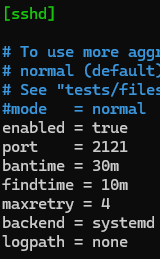 [sshd]
# To use more aggr
# normal (default)
# See "tests/files
#mode   = normal
enabled = true
port    = 2121
bantime = 30m
findtime = 10m
maxretry = 4
backend = systemd
logpath = none